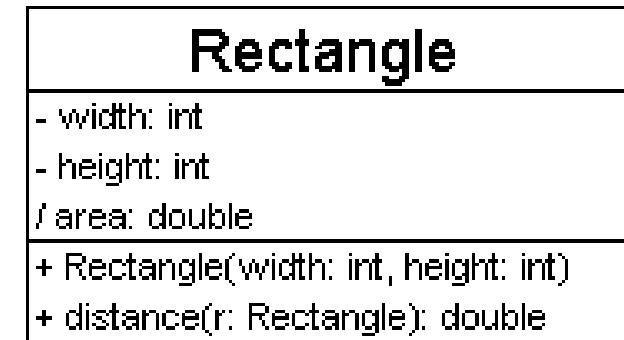 Rectangle
- width: int
- height: int
/ area: double
+ Rectangle(width: int, height: int)
+ distance(r: Rectangle): double